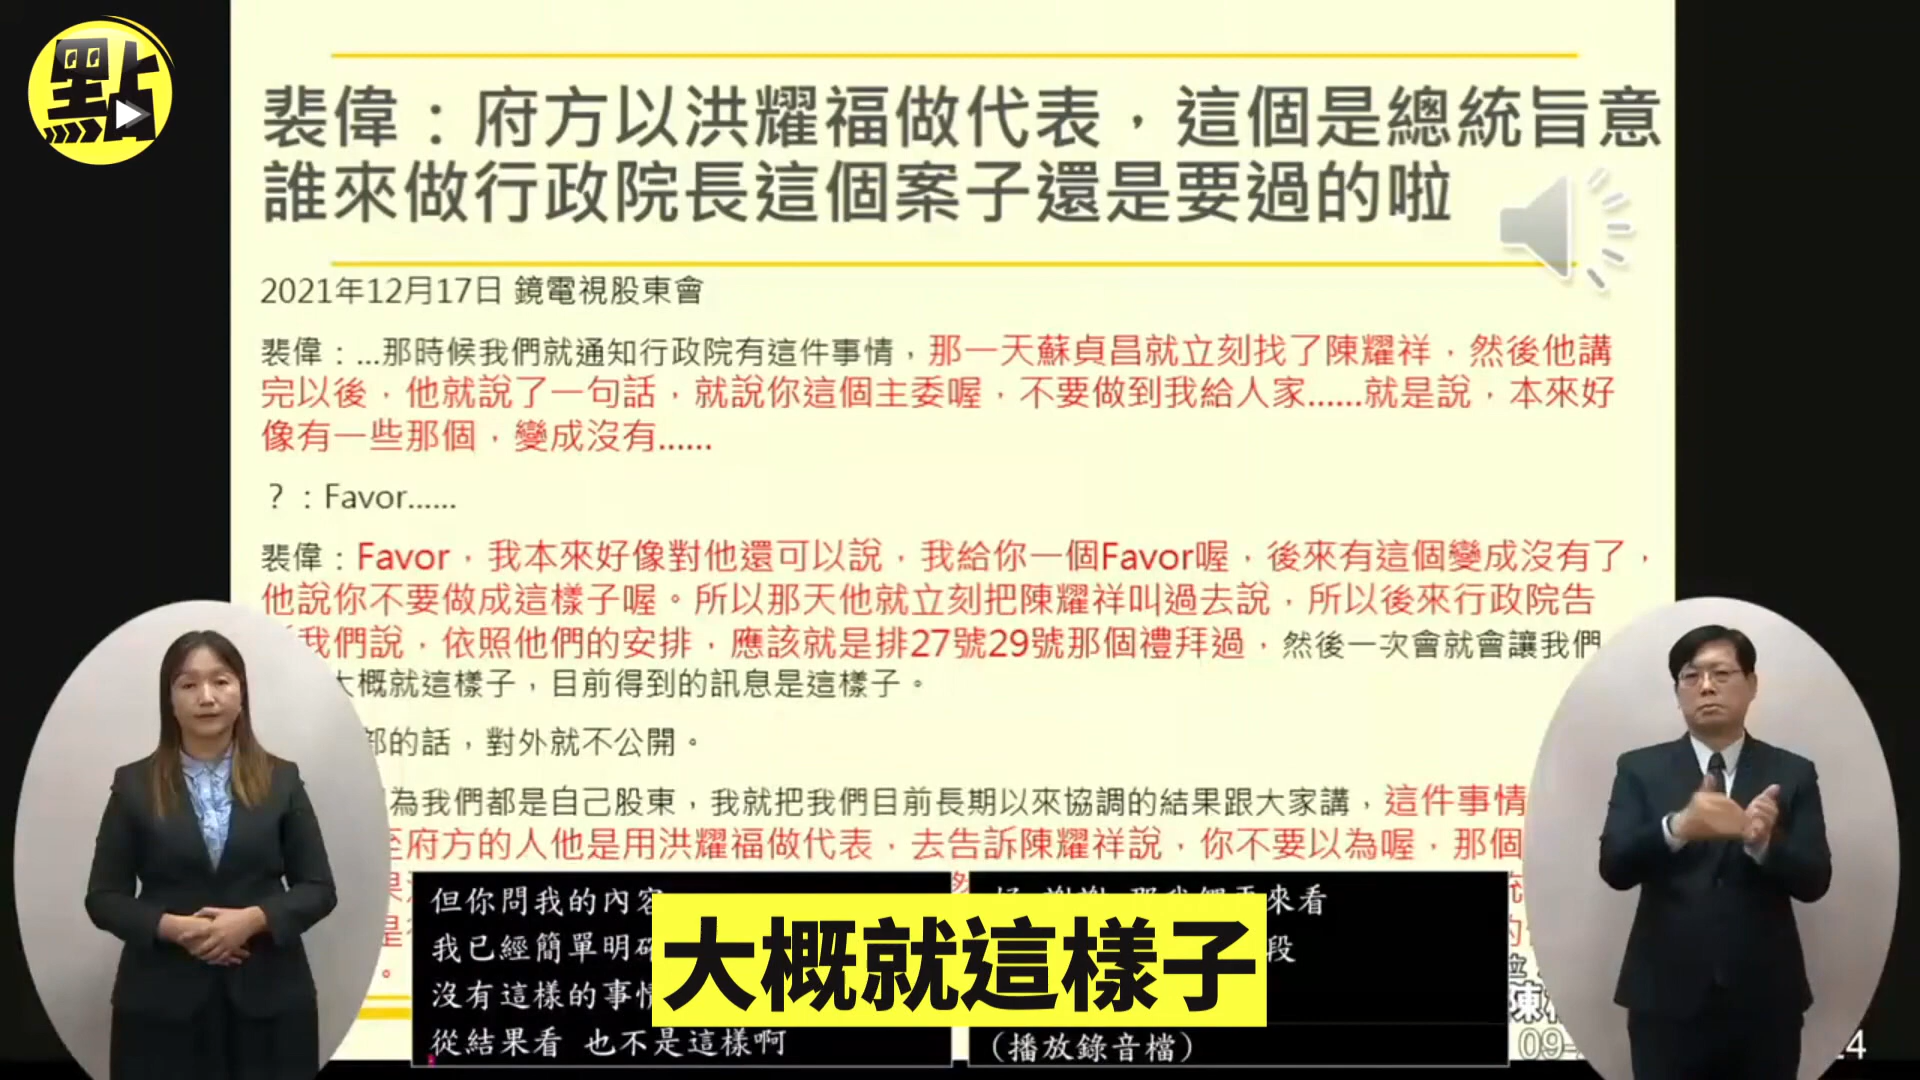 點
裴偉：府方以洪耀福做代表，這個是總統旨意
誰來做行政院長這個案子還是要過的啦
2021年12月17日 鏡電視股東會
裴偉：...那時候我們就通知行政院有這件事情，那一天蘇貞昌就立刻找了陳耀祥，然後他講
完以後，他就說了一句話，就說你這個主委喔，不要做到我給人家......就是說，本來好
像有一些那個，變成沒有......
？：Favor......
裴偉：Favor，我本來好像對他還可以說，我給你一個Favor喔，後來有這個變成沒有了，
他說你不要做成這樣子喔。所以那天他就立刻把陳耀祥叫過去說，所以後來行政院告
我們說，依照他們的安排，應該就是排27號29號那個禮拜過，然後一次會就會讓我們
大概就這樣子，目前得到的訊息是這樣子。
部的話，對外就不公開。
為我們都是自己股東，我就把我們目前長期以來協調的結果跟大家講，這件事情
至府方的人他是用洪耀福做代表，去告訴陳耀祥說，你不要以為喔，那個
但你問我的內容
我已經簡單明確
沒有這樣的事情
從結果看 也不是這樣啊
來看
段
（播放錄音檔）
大概就這樣子